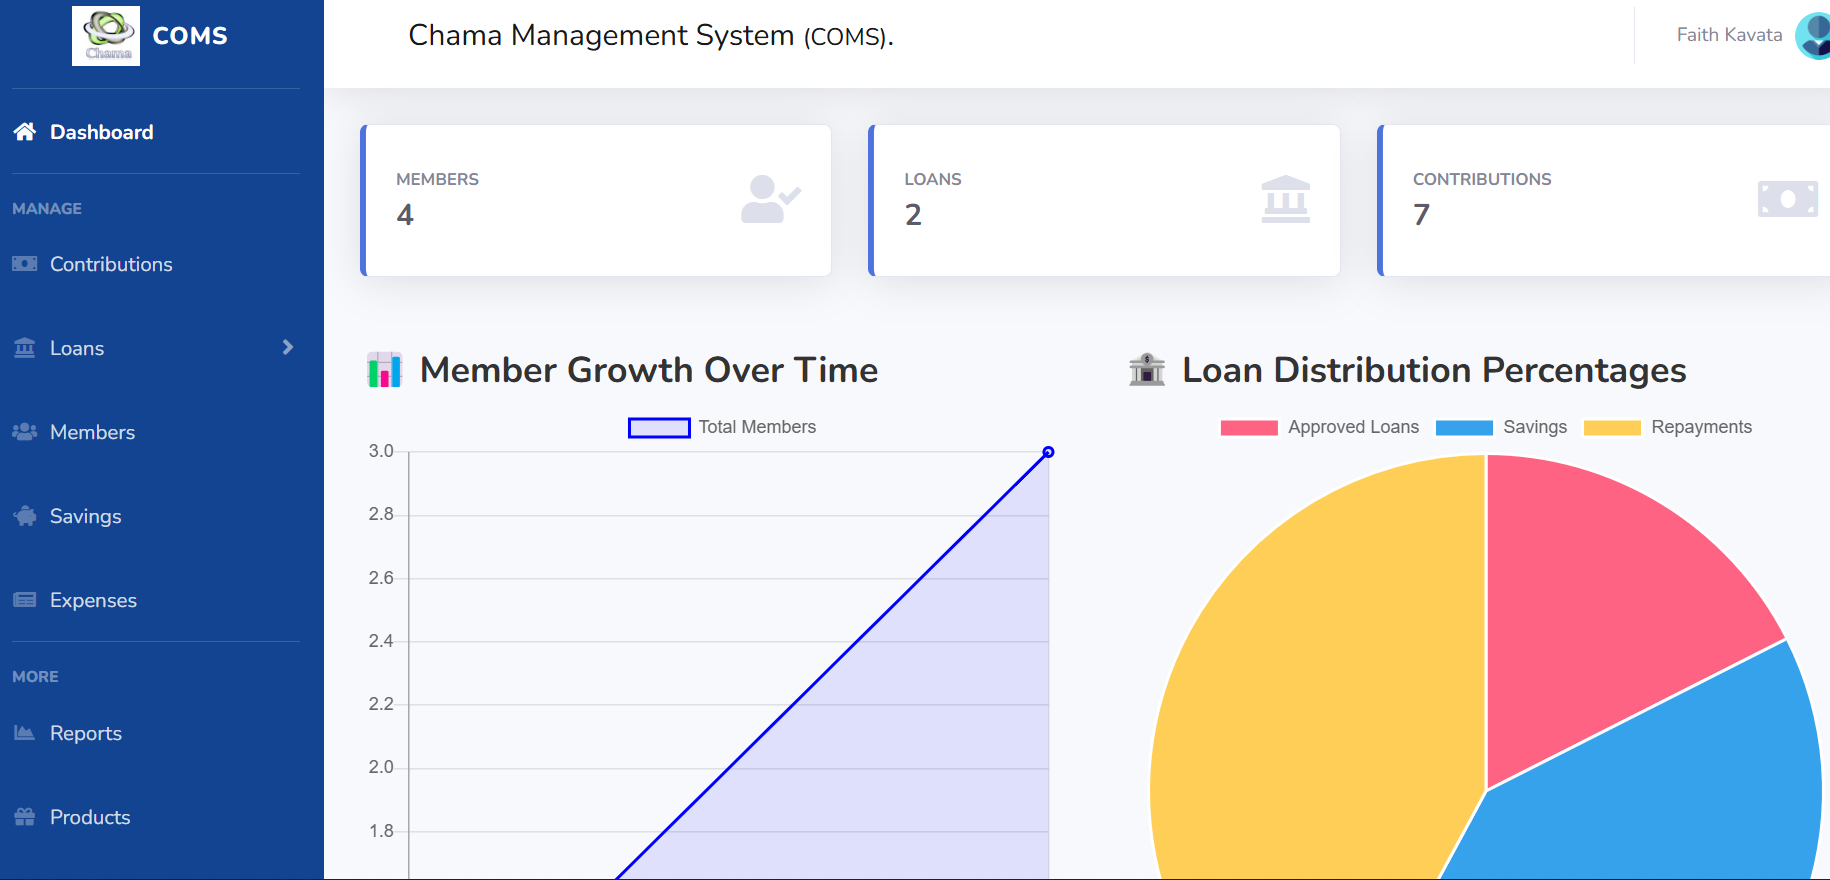 Chama
COMS
Dashboard
MANAGE
Contributions
Loans
Members
Savings
Expenses
MORE
Reports
Products
Chama Management System (COMS).
Faith Kavata
MEMBERS
4
LOANS
2
CONTRIBUTIONS
7
Member Growth Over Time
Total Members
3.0
2.8
2.6
2.4
2.2
2.0
1.8
Loan Distribution Percentages
Approved Loans Savings Repayments